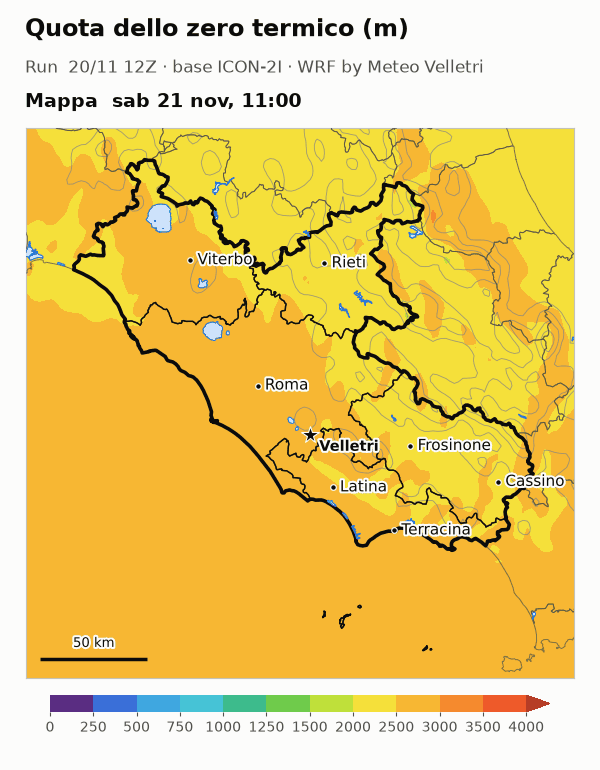 Quota dello zero termico (m)
Run  20/11 12Z · base ICON-2I · WRF by Meteo Velletri
Mappa  sab 21 nov, 11:00
Viterbo
Rieti
Roma
Velletri
Frosinone
Cassino
Latina
Terracina
50 km
0 250 500 750 1000 1250 1500 2000 2500 3000 3500 4000